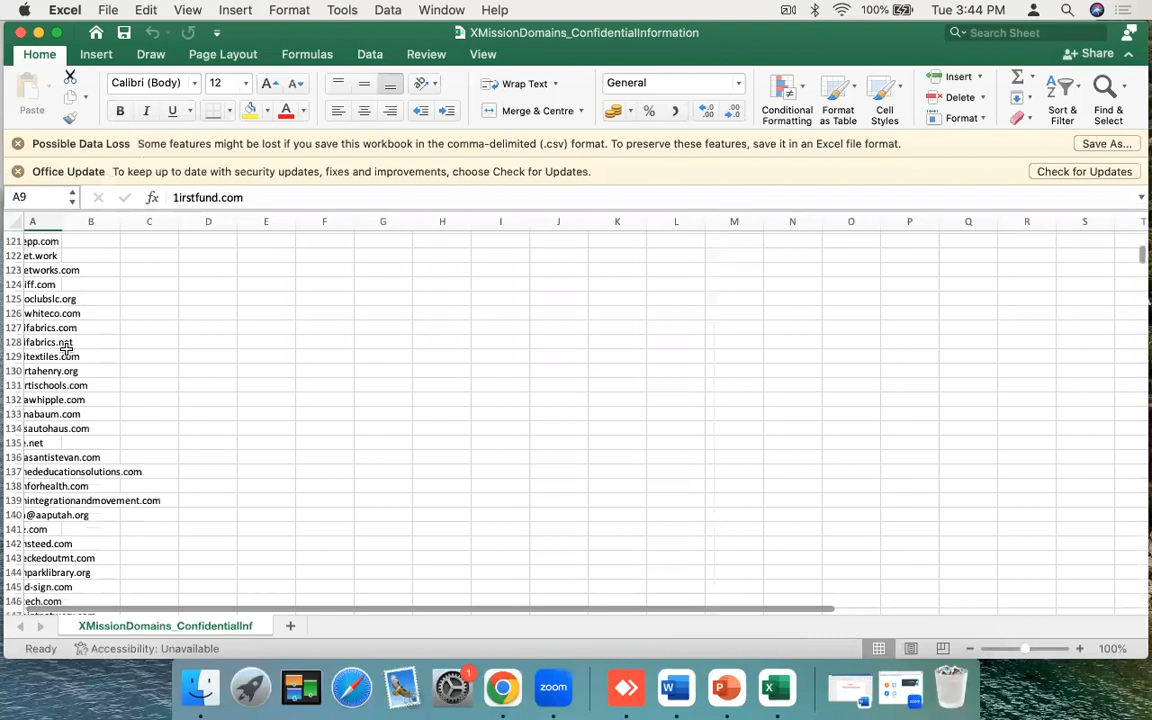 Excel File Edit View Insert Format Tools Data Window Help 100% Tue 3:44 PM
XMissionDomains_ConfidentialInformation Search Sheet
Home Insert Draw Page Layout Formulas Data Review View Share
Paste Calibri (Body) 12 A A Wrap Text General Conditional Formatting Format as Table Cell Styles Insert Sort & Filter Find & Select
B I U A Merge & Centre % Delete
Format
Possible Data Loss Some features might be lost if you save this workbook in the comma-delimited (.csv) format. To preserve these features, save it in an Excel file format. Save As...
Office Update To keep up to date with security updates, fixes and improvements, choose Check for Updates. Check for Updates
A9 fx 1irstfund.com
A B C D E F G H I J K L M N O P Q R S T
121 epp.com
122 et.work
123 etworks.com
124 iff.com
125 oclubslc.org
126 whiteco.com
127 ifabrics.com
128 ifabrics.net
129 itextiles.com
130 rtahenry.org
131 rtischools.com
132 awhipple.com
133 nabaum.com
134 sautohaus.com
135 .net
136 asantistevan.com
137 nededucationsolutions.com
138 nforhealth.com
139 nintegrationandmovement.com
140 @aaputah.org
141 .com
142 nsteed.com
143 eckedoutmt.com
144 nparklibrary.org
145 d-sign.com
146 tech.com
XMissionDomains_ConfidentialInf
Ready Accessibility: Unavailable 100%
1
zoom W P X